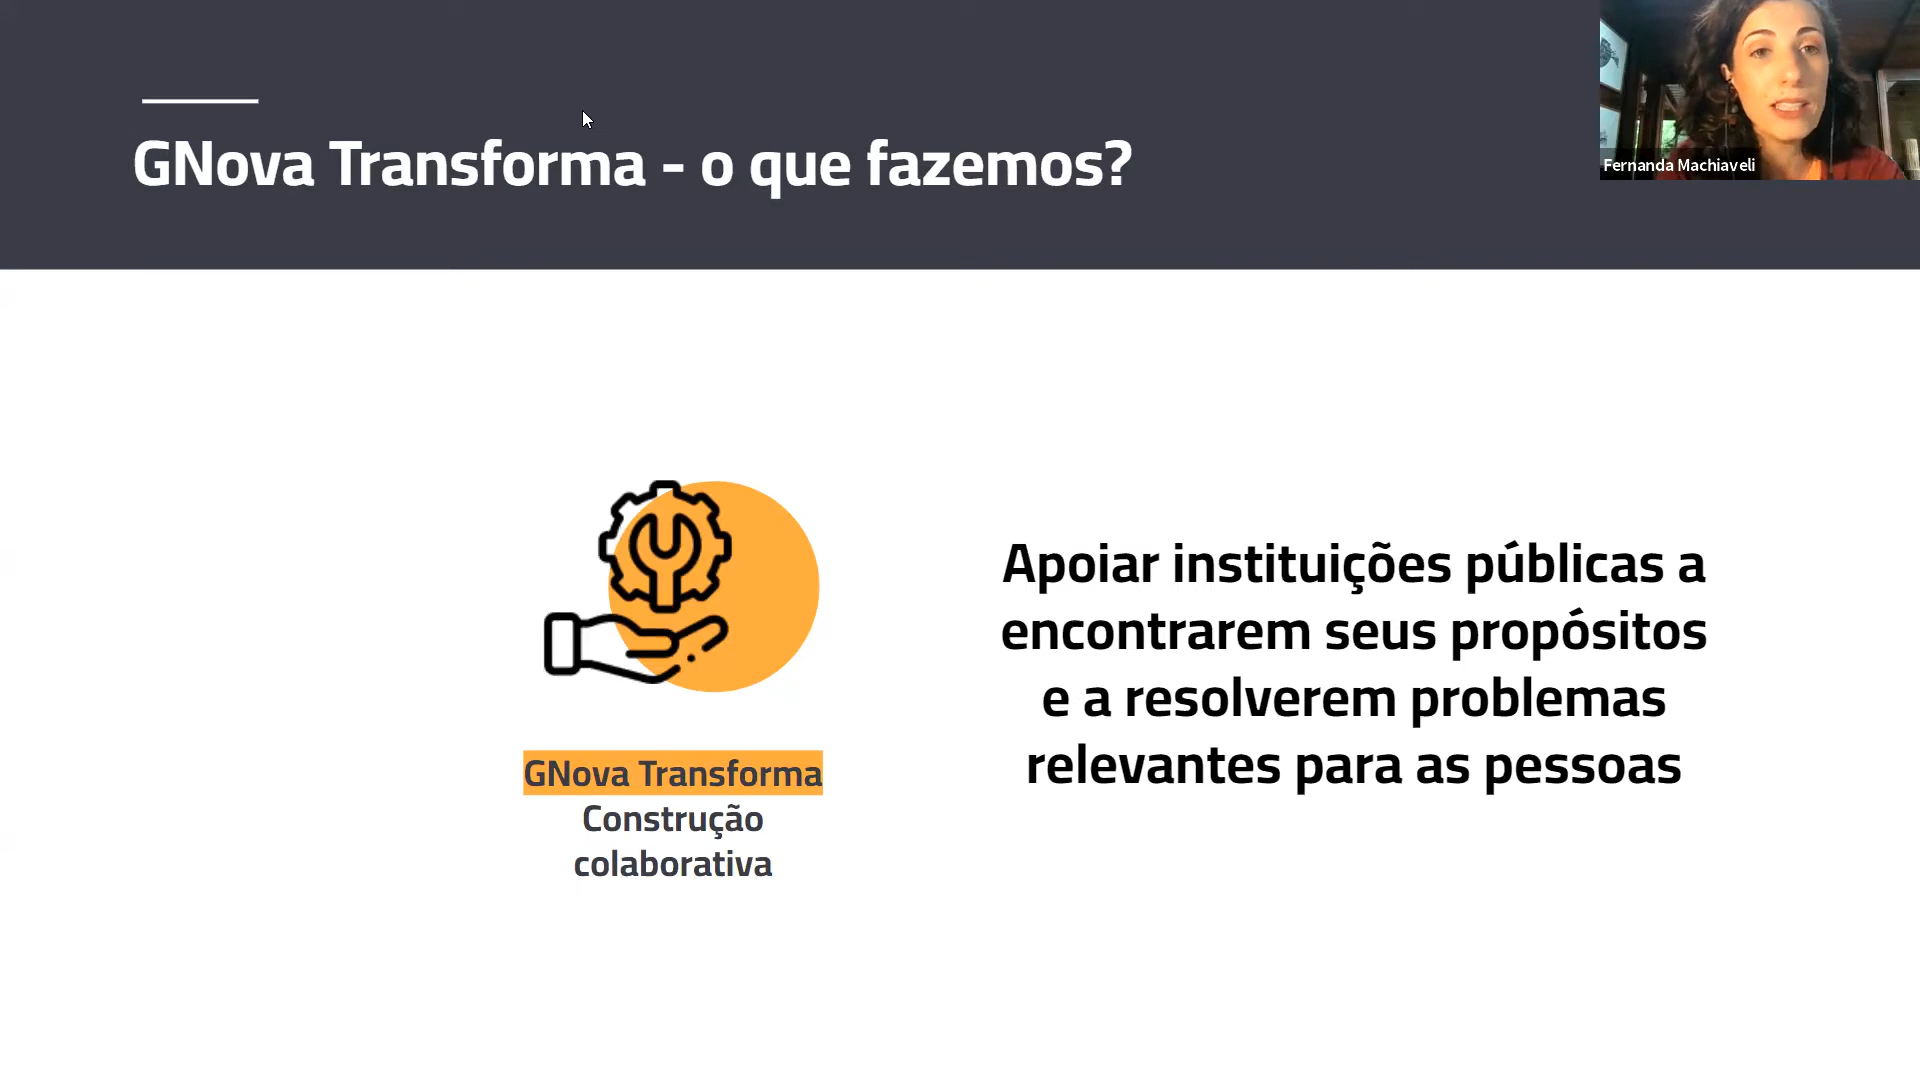 GNova Transforma - o que fazemos?
Fernanda Machiaveli
Apoiar instituições públicas a
encontrarem seus propósitos
e a resolverem problemas
relevantes para as pessoas
GNova Transforma
Construção
colaborativa